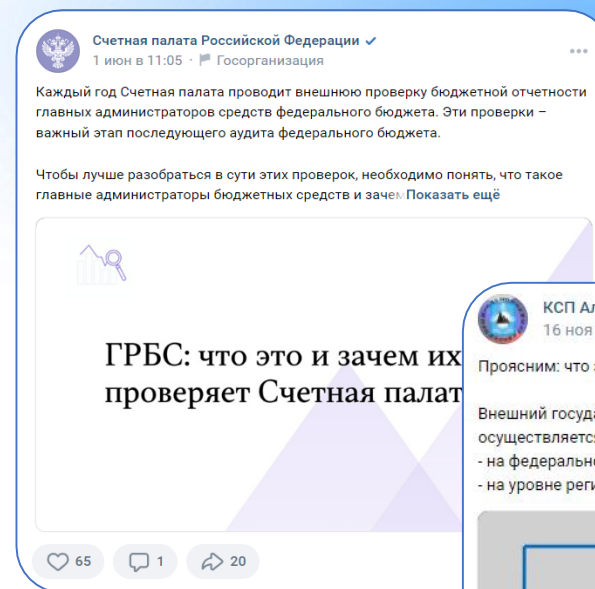 Счетная палата Российской Федерации
1 июн в 11:05 · Госорганизация
Каждый год Счетная палата проводит внешнюю проверку бюджетной отчетности
главных администраторов средств федерального бюджета. Эти проверки –
важный этап последующего аудита федерального бюджета.
Чтобы лучше разобраться в сути этих проверок, необходимо понять, что такое
главные администраторы бюджетных средств и зачем Показать ещё
ГРБС: что это и зачем их
проверяет Счетная палат
65 1 20
КСП
16 ноя
Проясним: что
Внешний
осуществляетс
- на федерально
- на уровне реги